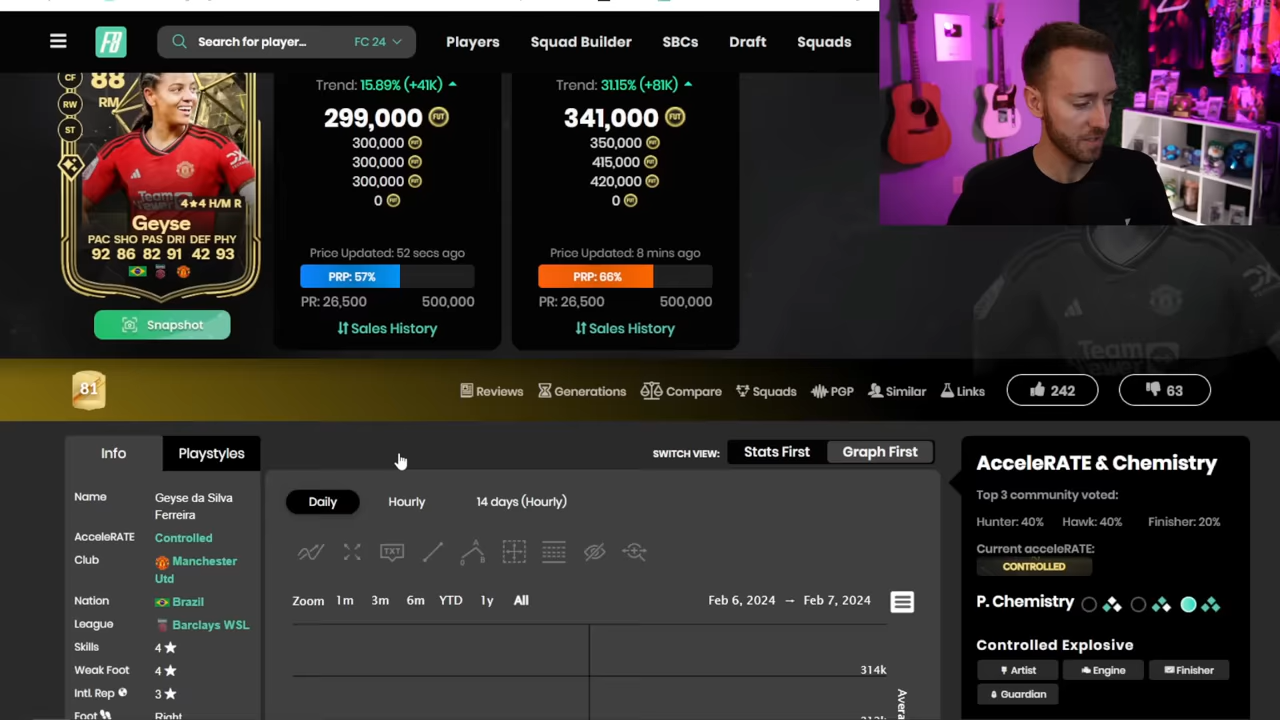 FB
Search for player...
FC 24
Players
Squad Builder
SBCs
Draft
Squads
88
RM
CF
RW
ST
4★4 H/M R
Geyse
PAC SHO PAS DRI DEF PHY
92 86 82 91 42 93
Snapshot
Trend: 15.89% (+41K)
299,000
300,000
300,000
300,000
0
Price Updated: 52 secs ago
PRP: 57%
PR: 26,500
500,000
Sales History
Trend: 31.15% (+81K)
341,000
350,000
415,000
420,000
0
Price Updated: 8 mins ago
PRP: 66%
PR: 26,500
500,000
Sales History
81
Reviews
Generations
Compare
Squads
PGP
Similar
Links
242
63
Info
Playstyles
Name
Geyse da Silva
Ferreira
AcceleRATE
Controlled
Club
Manchester
Utd
Nation
Brazil
League
Barclays WSL
Skills
4★
Weak Foot
4★
Intl. Rep
3★
Foot
Right
SWITCH VIEW:
Stats First
Graph First
Daily
Hourly
14 days (Hourly)
TXT
Zoom
1m
3m
6m
YTD
1y
All
Feb 6, 2024 → Feb 7, 2024
314k
AcceleRATE & Chemistry
Top 3 community voted:
Hunter: 40%
Hawk: 40%
Finisher: 20%
Current acceleRATE:
CONTROLLED
P. Chemistry
Controlled Explosive
Artist
Engine
Finisher
Guardian